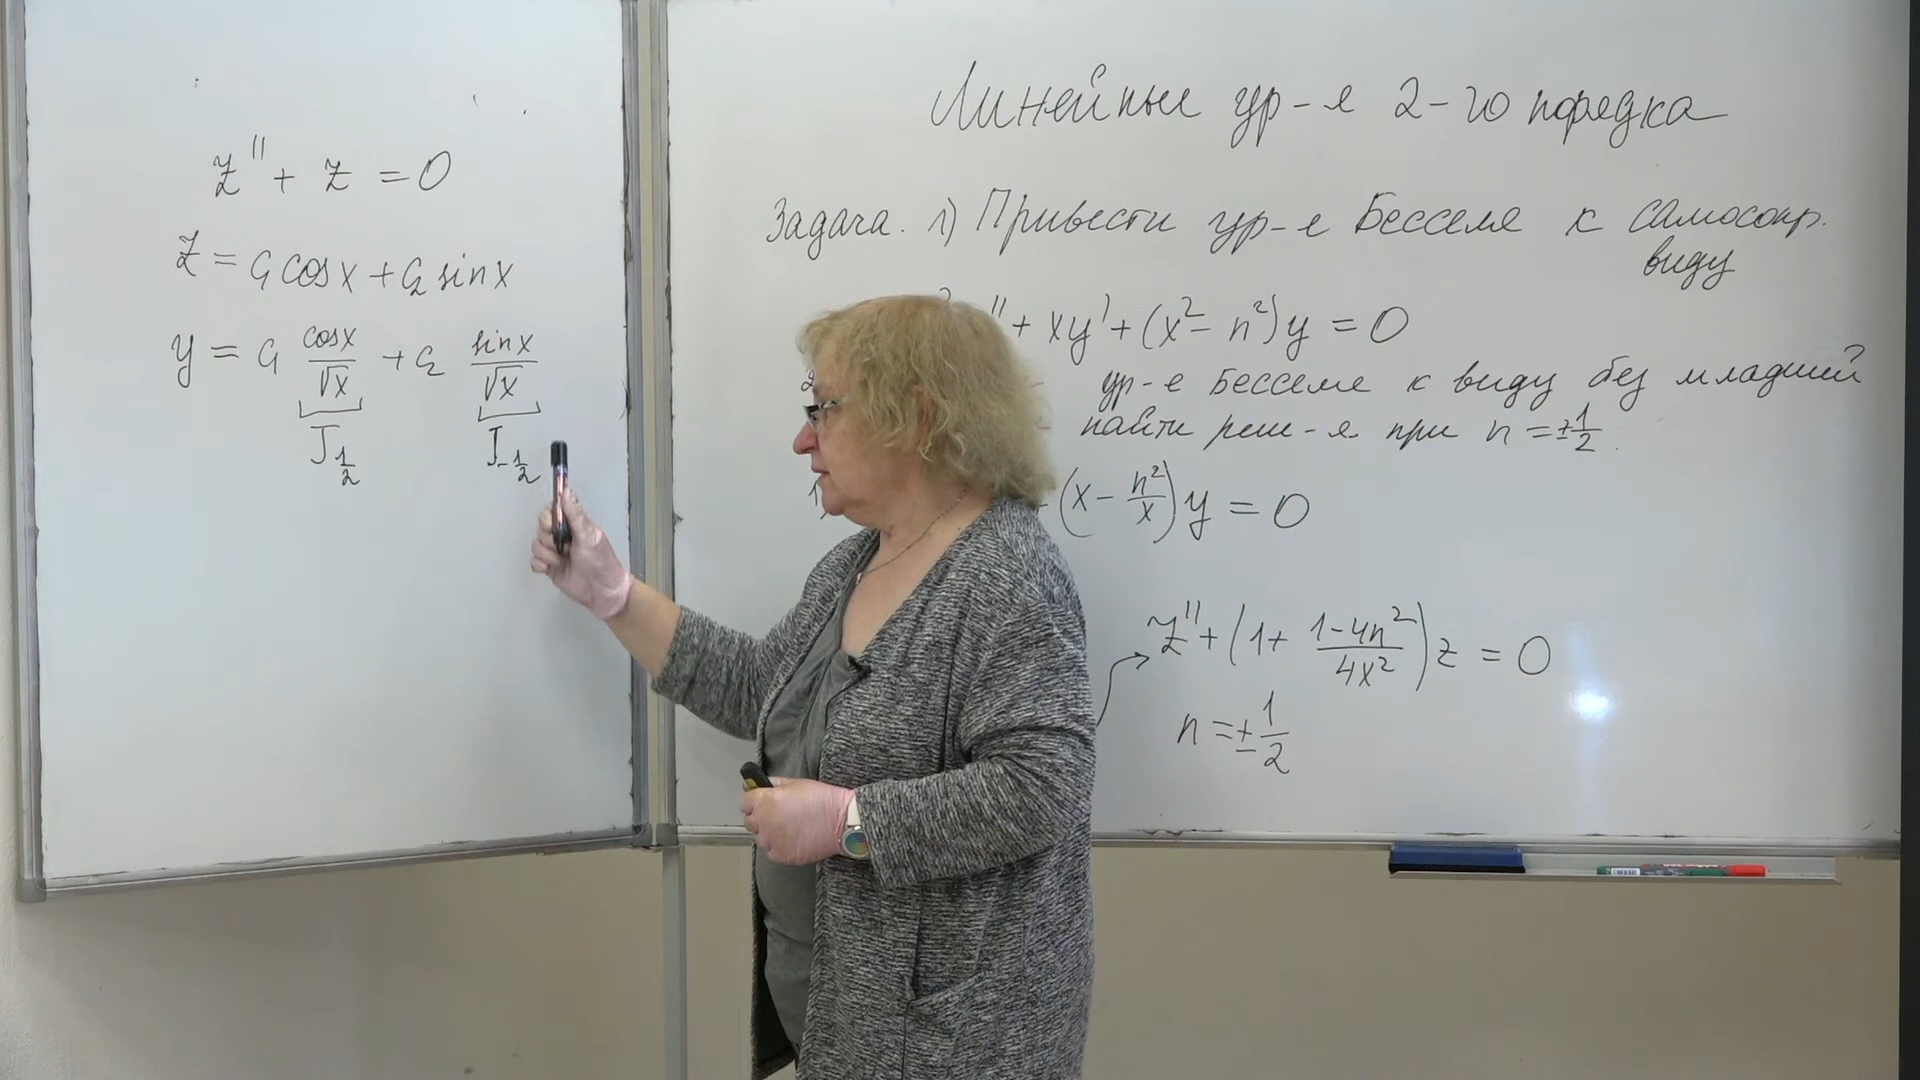 z'' + z = 0
z = C₁ cos x + C₂ sin x
y = C₁ cos x / √x + C₂ sin x / √x
J_{1/2} J_{-1/2}
Линейные ур-я 2-го порядка
Задача. 1) Привести ур-е Бесселя к самосопр.
виду
'' + xy' + (x² - n²)y = 0
ур-е Бесселя к виду без младшей
найти реш-я при n = ±1/2.
(x - n²/x) y = 0
z'' + (1 + (1-4n²)/(4x²)) z = 0
n = ±1/2